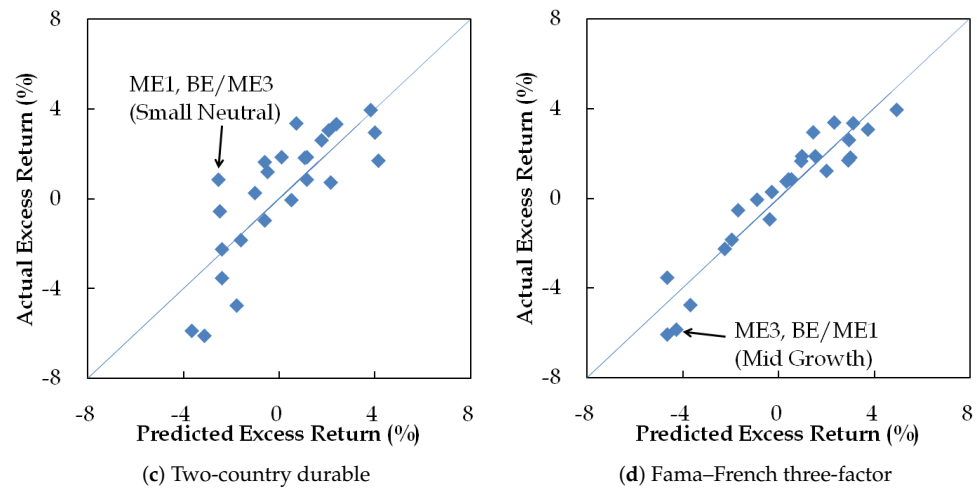 8
4
0
-4
-8
-8
-4
0
4
8
Actual Excess Return (%)
Predicted Excess Return (%)
ME1, BE/ME3
(Small Neutral)
(c) Two-country durable
8
4
0
-4
-8
-8
-4
0
4
8
Actual Excess Return (%)
Predicted Excess Return (%)
ME3, BE/ME1
(Mid Growth)
(d) Fama–French three-factor